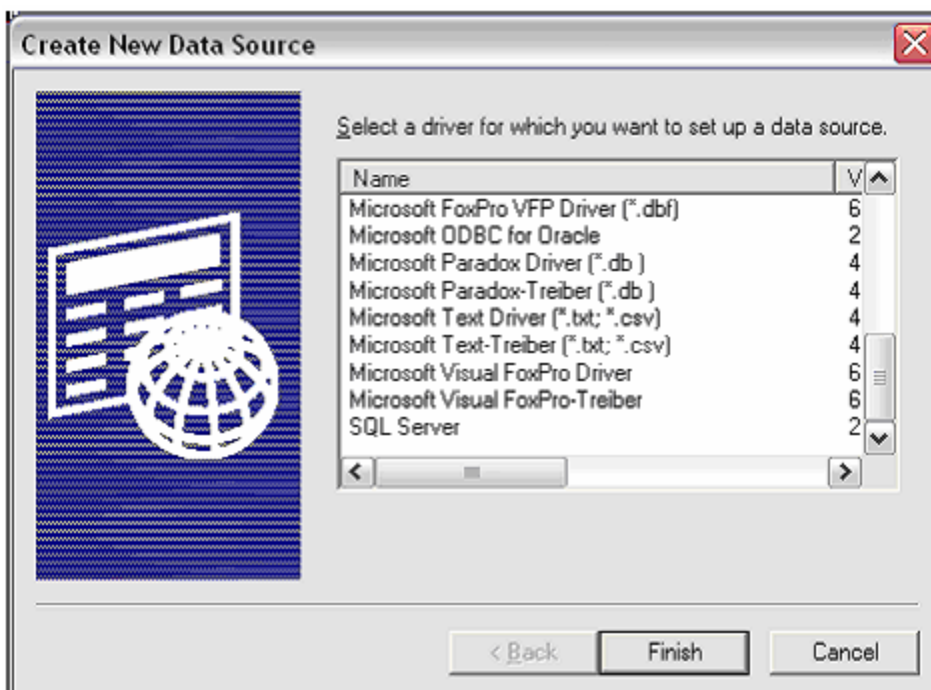 Create New Data Source
Select a driver for which you want to set up a data source.
Name V
Microsoft FoxPro VFP Driver (*.dbf) 6
Microsoft ODBC for Oracle 2
Microsoft Paradox Driver (*.db ) 4
Microsoft Paradox-Treiber (*.db ) 4
Microsoft Text Driver (*.txt; *.csv) 4
Microsoft Text-Treiber (*.txt; *.csv) 4
Microsoft Visual FoxPro Driver 6
Microsoft Visual FoxPro-Treiber 6
SQL Server 2
< Back Finish Cancel